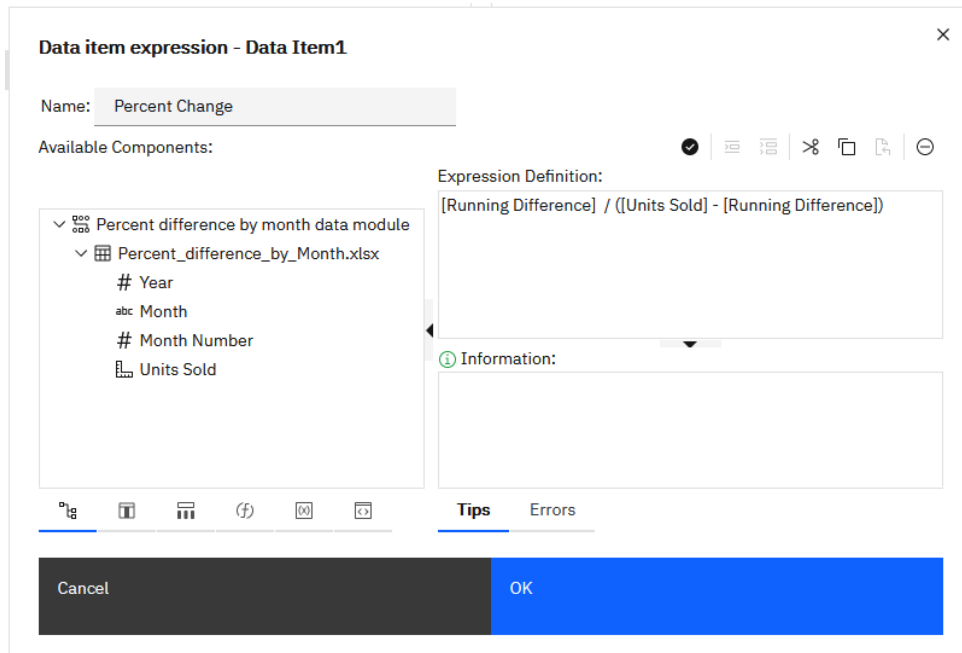 Data item expression - Data Item1
Name: Percent Change
Available Components:
Expression Definition:
[Running Difference] / ([Units Sold] - [Running Difference])
Percent difference by month data module
Percent_difference_by_Month.xlsx
# Year
abc Month
# Month Number
Units Sold
Information:
Tips Errors
Cancel OK